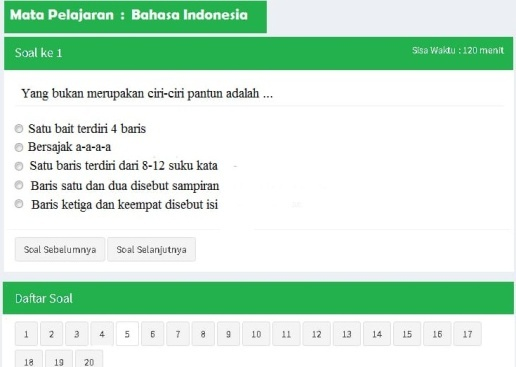 Mata Pelajaran : Bahasa Indonesia
Soal ke 1
Sisa Waktu : 120 menit
Yang bukan merupakan ciri-ciri pantun adalah ...
Satu bait terdiri 4 baris
Bersajak a-a-a-a
Satu baris terdiri dari 8-12 suku kata
Baris satu dan dua disebut sampiran
Baris ketiga dan keempat disebut isi
Soal Sebelumnya Soal Selanjutnya
Daftar Soal
1 2 3 4 5 6 7 8 9 10 11 12 13 14 15 16 17
18 19 20